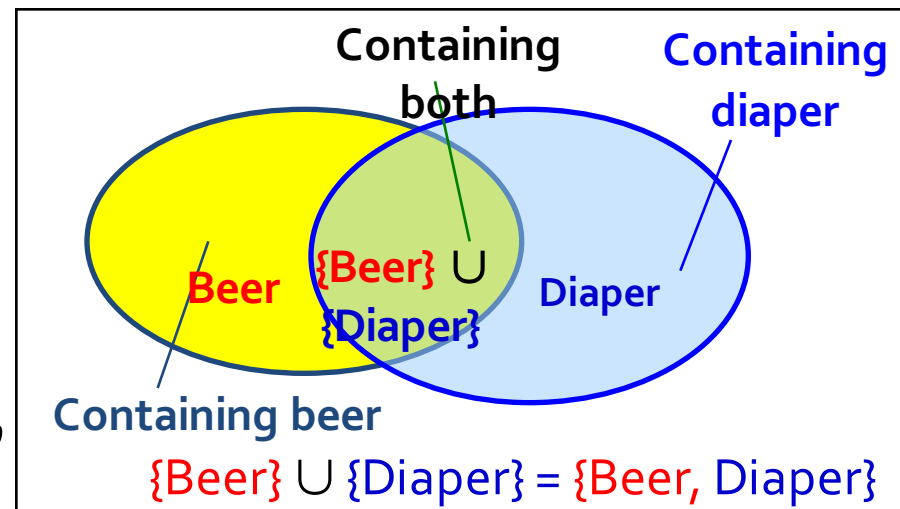 Containing
both
Containing
diaper
Beer
{Beer} ∪
{Diaper}
Diaper
Containing beer
{Beer} ∪ {Diaper} = {Beer, Diaper}